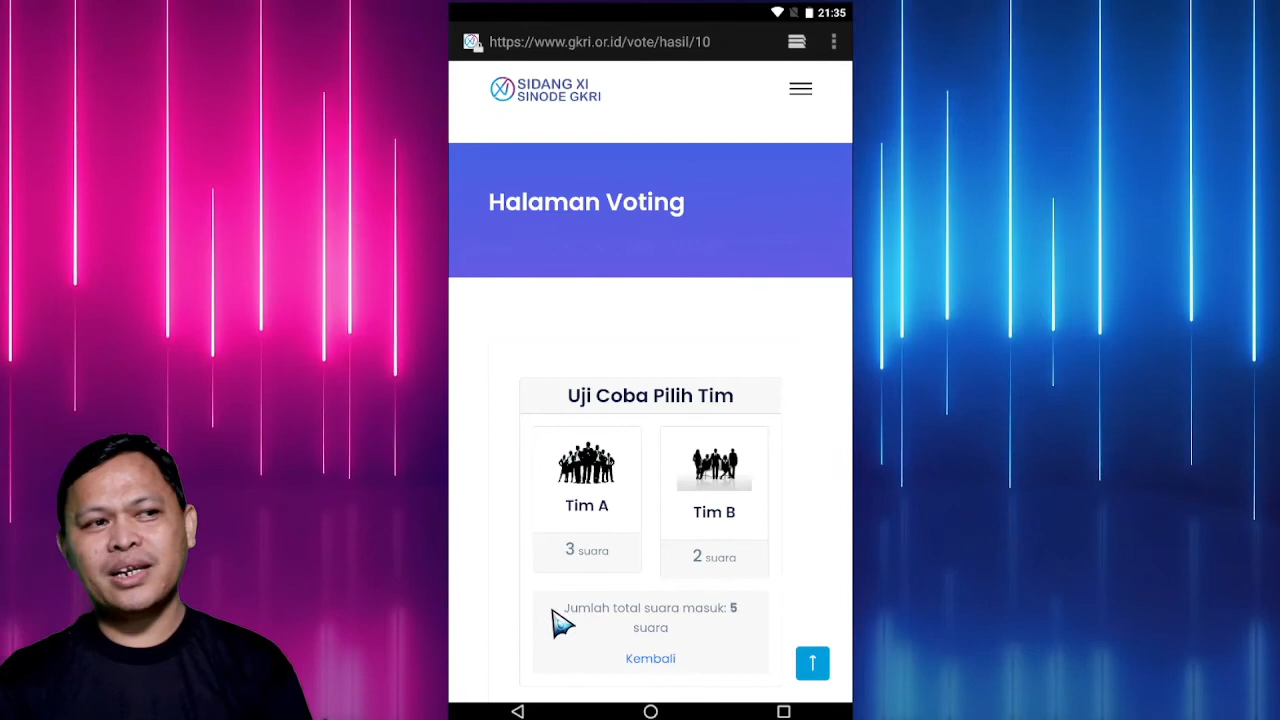 21:35
https://www.gkri.or.id/vote/hasil/10
SIDANG XI
SINODE GKRI
Halaman Voting
Uji Coba Pilih Tim
Tim A
Tim B
3 suara
2 suara
Jumlah total suara masuk: 5
suara
Kembali